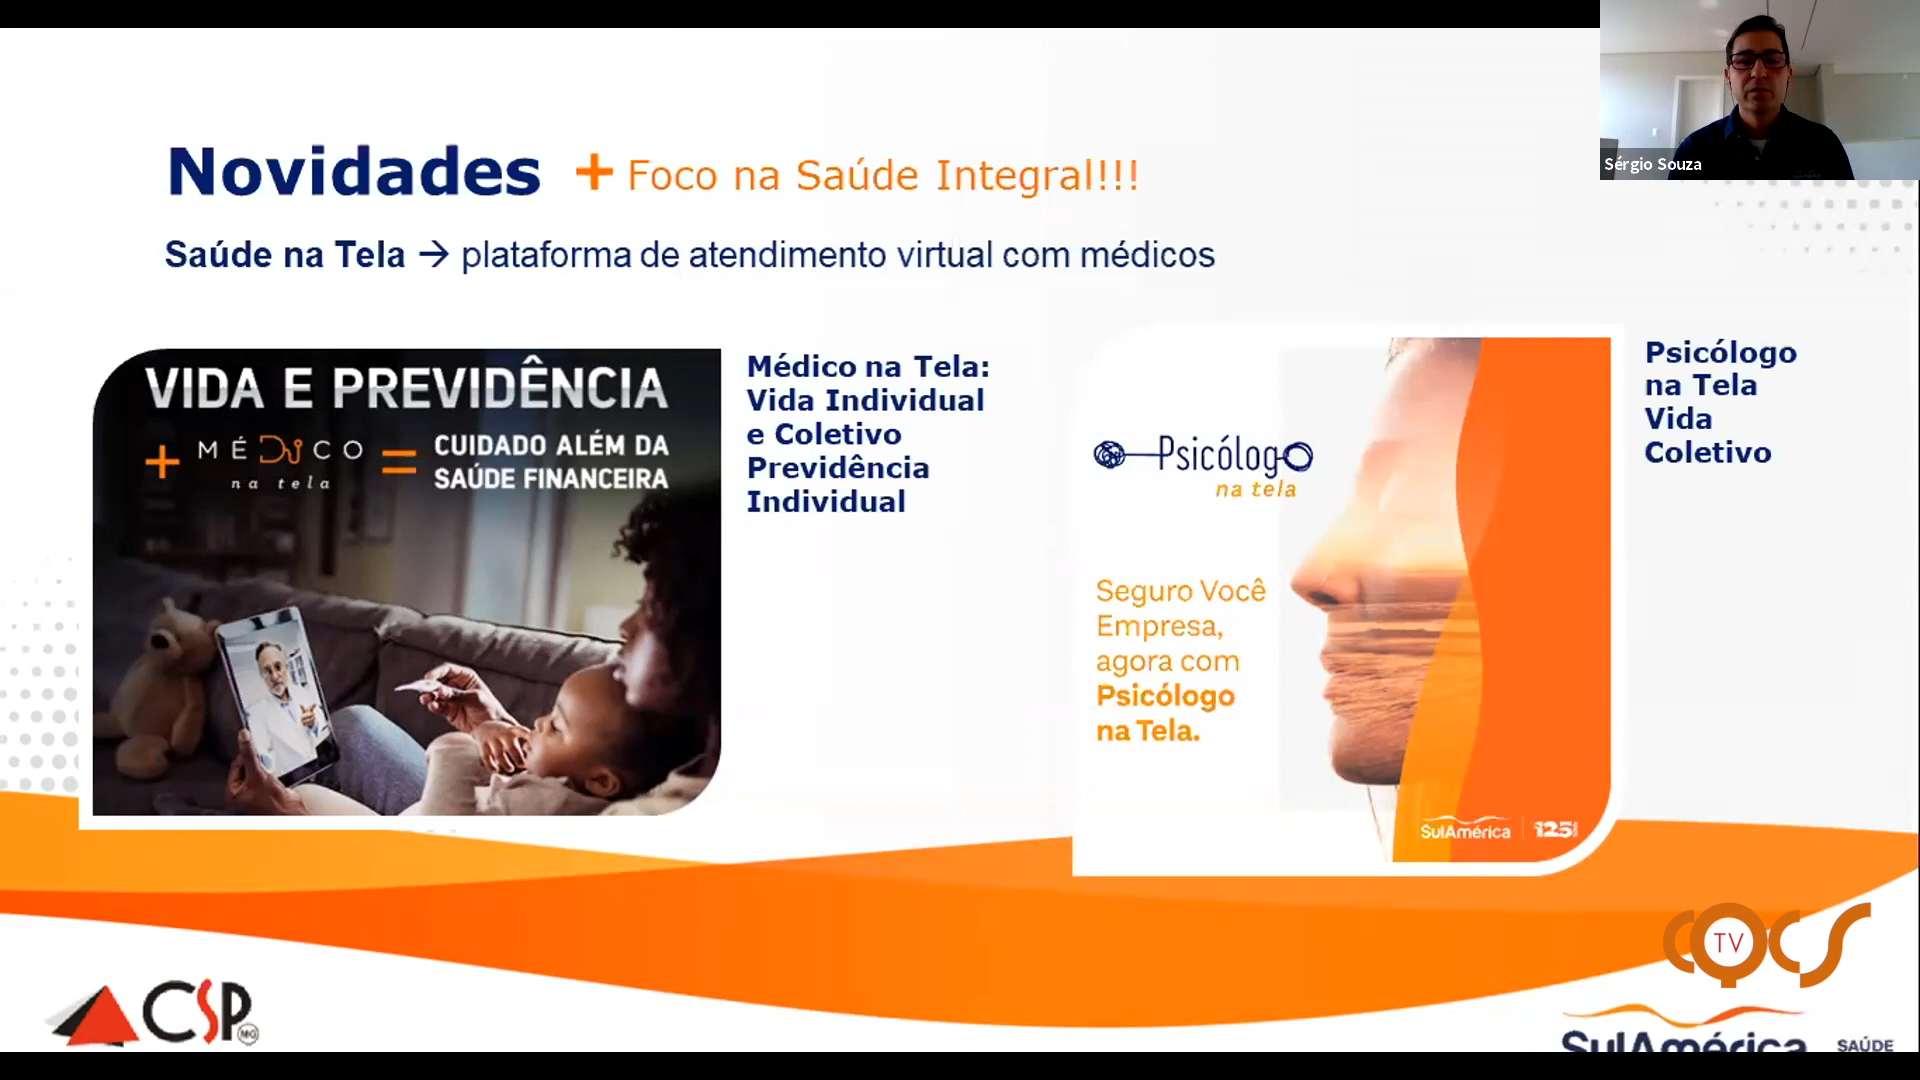 Sérgio Souza
Novidades + Foco na Saúde Integral!!!
Saúde na Tela → plataforma de atendimento virtual com médicos
VIDA E PREVIDÊNCIA
+ MÉDICO na tela = CUIDADO ALÉM DA
SAÚDE FINANCEIRA
Médico na Tela:
Vida Individual
e Coletivo
Previdência
Individual
Psicólogo
na tela
Seguro Você
Empresa,
agora com
Psicólogo
na Tela.
SulAmérica 125
Psicólogo
na Tela
Vida
Coletivo
CQCS
TV
CSP
MG
SulAmérica SAÚDE